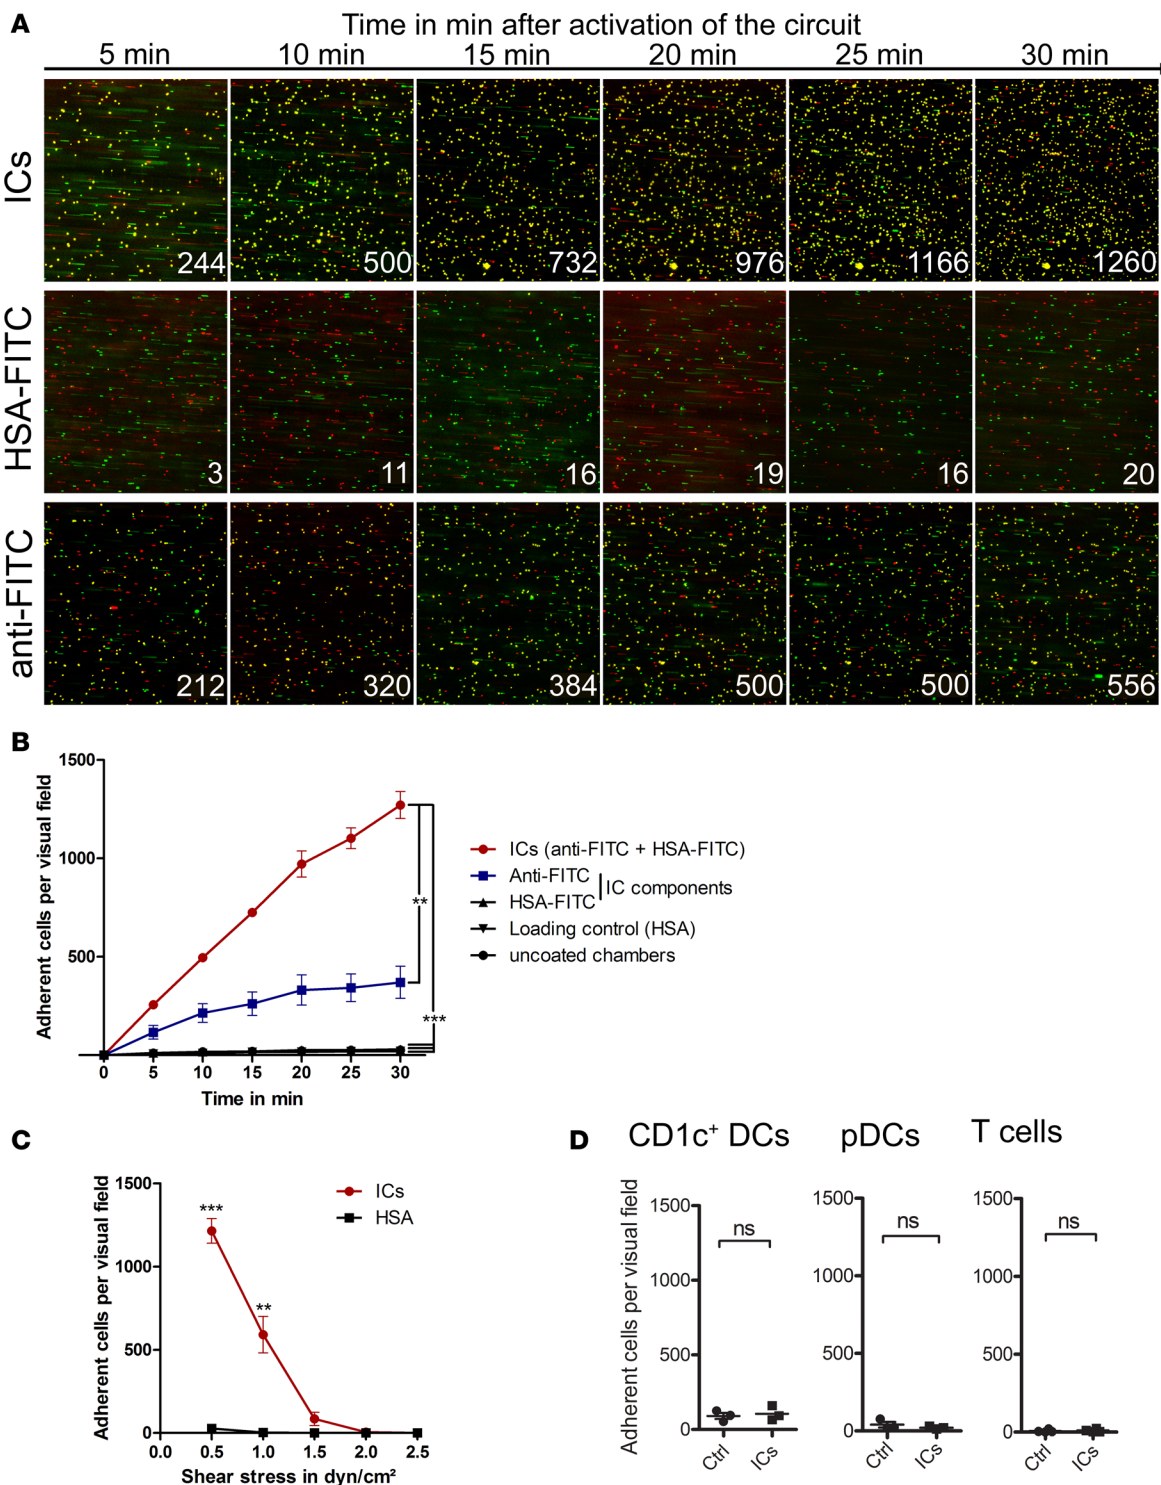 A
Time in min after activation of the circuit
5 min 10 min 15 min 20 min 25 min 30 min
ICs
244 500 732 976 1166 1260
HSA-FITC
3 11 16 19 16 20
anti-FITC
212 320 384 500 500 556
B
Adherent cells per visual field
1500
1000
500
0 5 10 15 20 25 30
Time in min
**
***
ICs (anti-FITC + HSA-FITC)
Anti-FITC
HSA-FITC
IC components
Loading control (HSA)
uncoated chambers
C
Adherent cells per visual field
1500
1000
500
0
0.0 0.5 1.0 1.5 2.0 2.5
Shear stress in dyn/cm²
***
**
ICs
HSA
D
CD1c⁺ DCs pDCs T cells
Adherent cells per visual field
1500
1000
500
0
ns
Ctrl ICs
1500
1000
500
0
ns
Ctrl ICs
1500
1000
500
0
ns
Ctrl ICs